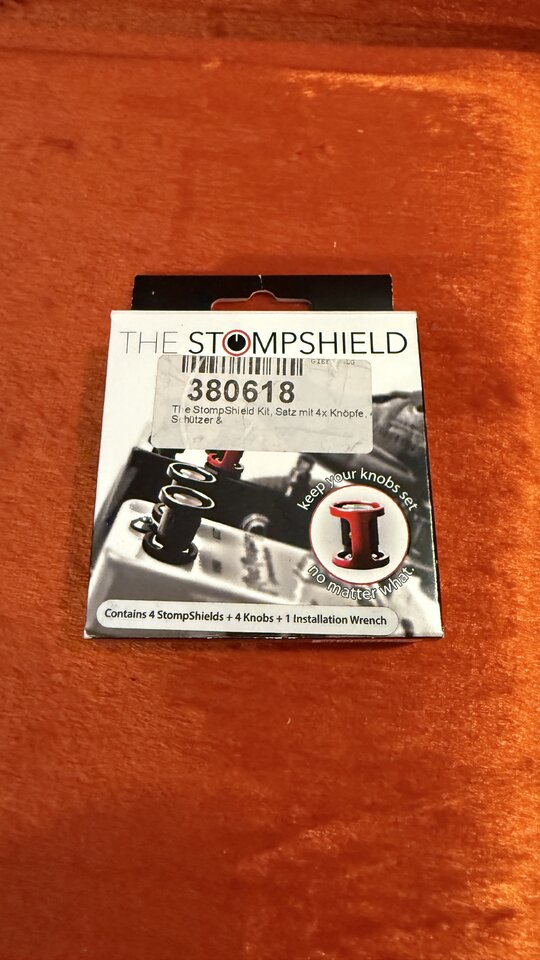 THE STOMPSHIELD
380618
The StompShield Kit, Satz mit 4x Knöpfe,
Schützer &
keep your knobs set
no matter what.
Contains 4 StompShields + 4 Knobs + 1 Installation Wrench